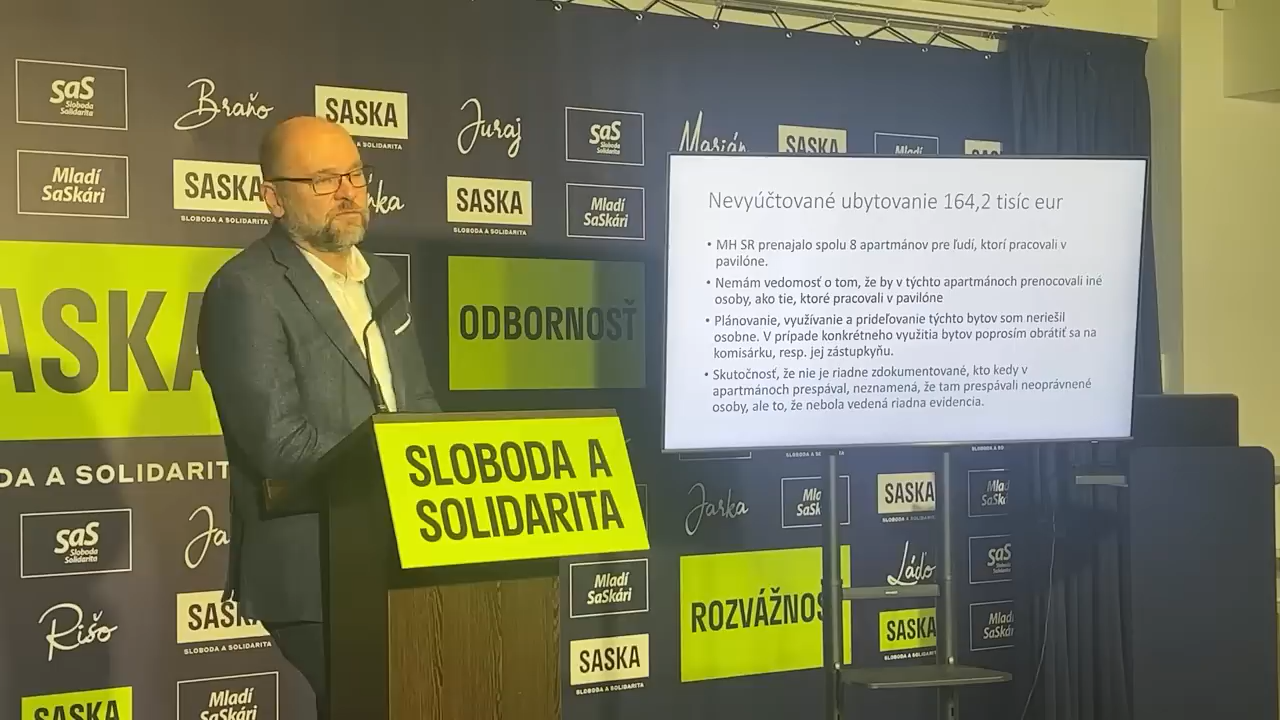 saS
Sloboda
Solidarita
Braňo
SASKA
A SOLIDARITA
Juraj
saS
Sloboda
Solidarita
Marián
SASKA
Mladí
Mladí
SaSkári
SASKA
SLOBODA A SOLIDARITA
nka
SASKA
SLOBODA A SOLIDARITA
Mladí
SaSkári
Nevyúčtované ubytovanie 164,2 tisíc eur
• MH SR prenajalo spolu 8 apartmánov pre ľudí, ktorí pracovali v
pavilóne.
• Nemám vedomosť o tom, že by v týchto apartmánoch prenocovali iné
osoby, ako tie, ktoré pracovali v pavilóne
• Plánovanie, využívanie a prideľovanie týchto bytov som neriešil
osobne. V prípade konkrétneho využitia bytov poprosím obrátiť sa na
komisárku, resp. jej zástupkyňu.
• Skutočnosť, že nie je riadne zdokumentované, kto kedy v
apartmánoch prespával, neznamená, že tam prespávali neoprávnené
osoby, ale to, že nebola vedená riadna evidencia.
ASKA
DA A SOLIDARIT
ODBORNOSŤ
SLOBODA A
SOLIDARITA
saS
Sloboda
Solidarita
Ja
Jarka
SASKA
Rišo
SASK
SLOBODA A SOLIDARITA
Mladí
SaSkári
SASKA
SLOBODA A SOLIDARITA
ROZVÁŽNOS
Láďo
SASKA
SLOBODA A SOLIDARITA
saS
Sloboda
Solidarita
Mladí
SaSkári
SASKA
Mladí
SaSkári